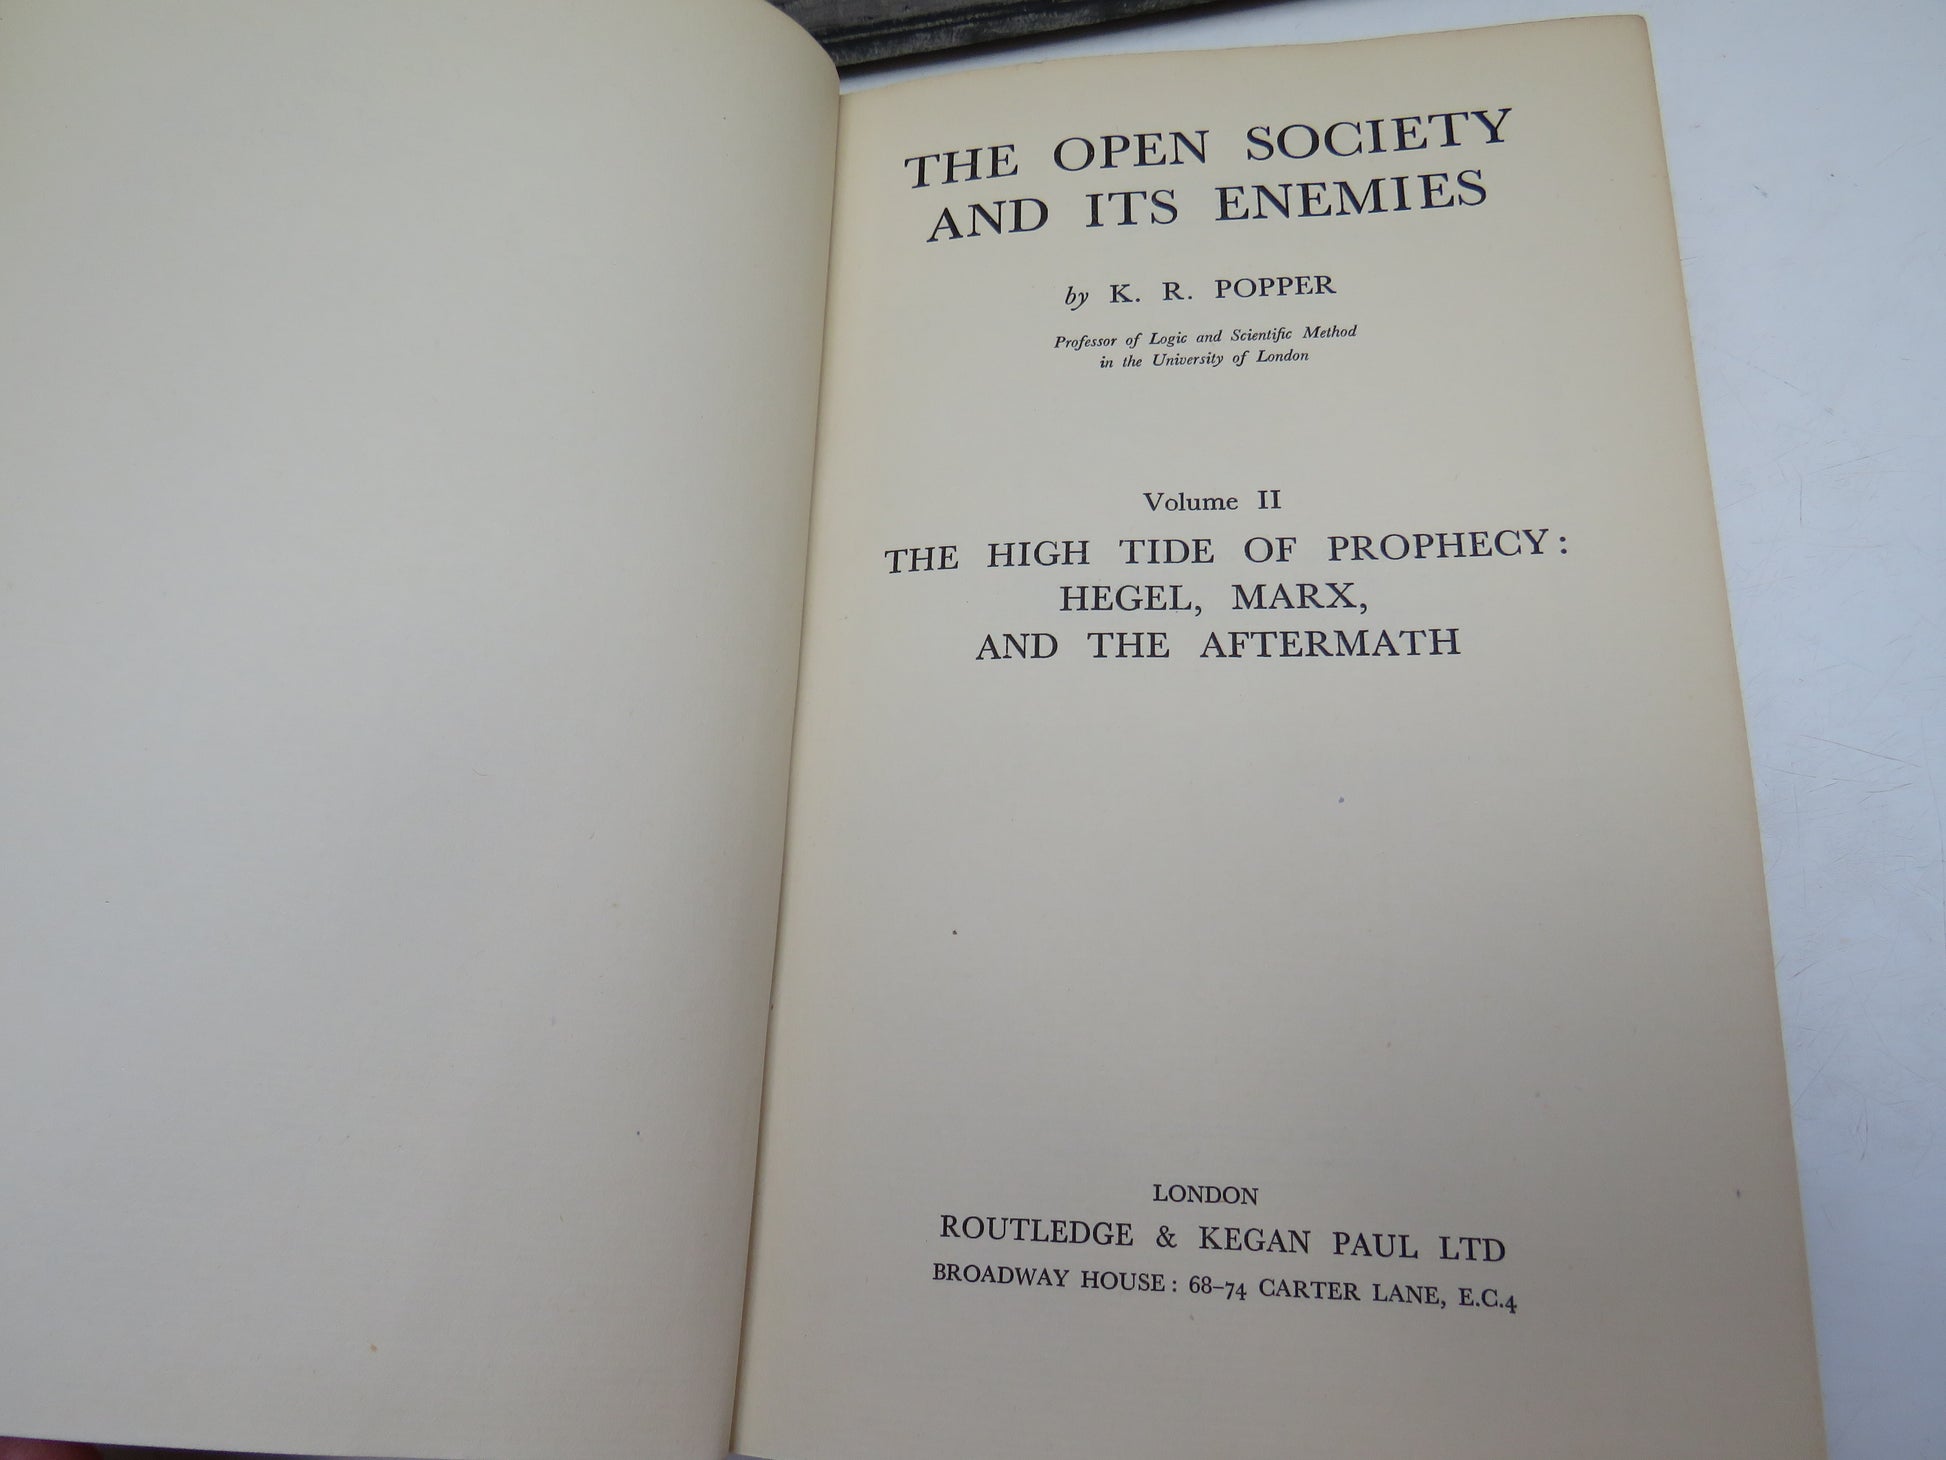 THE OPEN SOCIETY
AND ITS ENEMIES
by K. R. POPPER
Professor of Logic and Scientific Method
in the University of London
Volume II
THE HIGH TIDE OF PROPHECY:
HEGEL, MARX,
AND THE AFTERMATH
LONDON
ROUTLEDGE & KEGAN PAUL LTD
BROADWAY HOUSE: 68–74 CARTER LANE, E.C.4